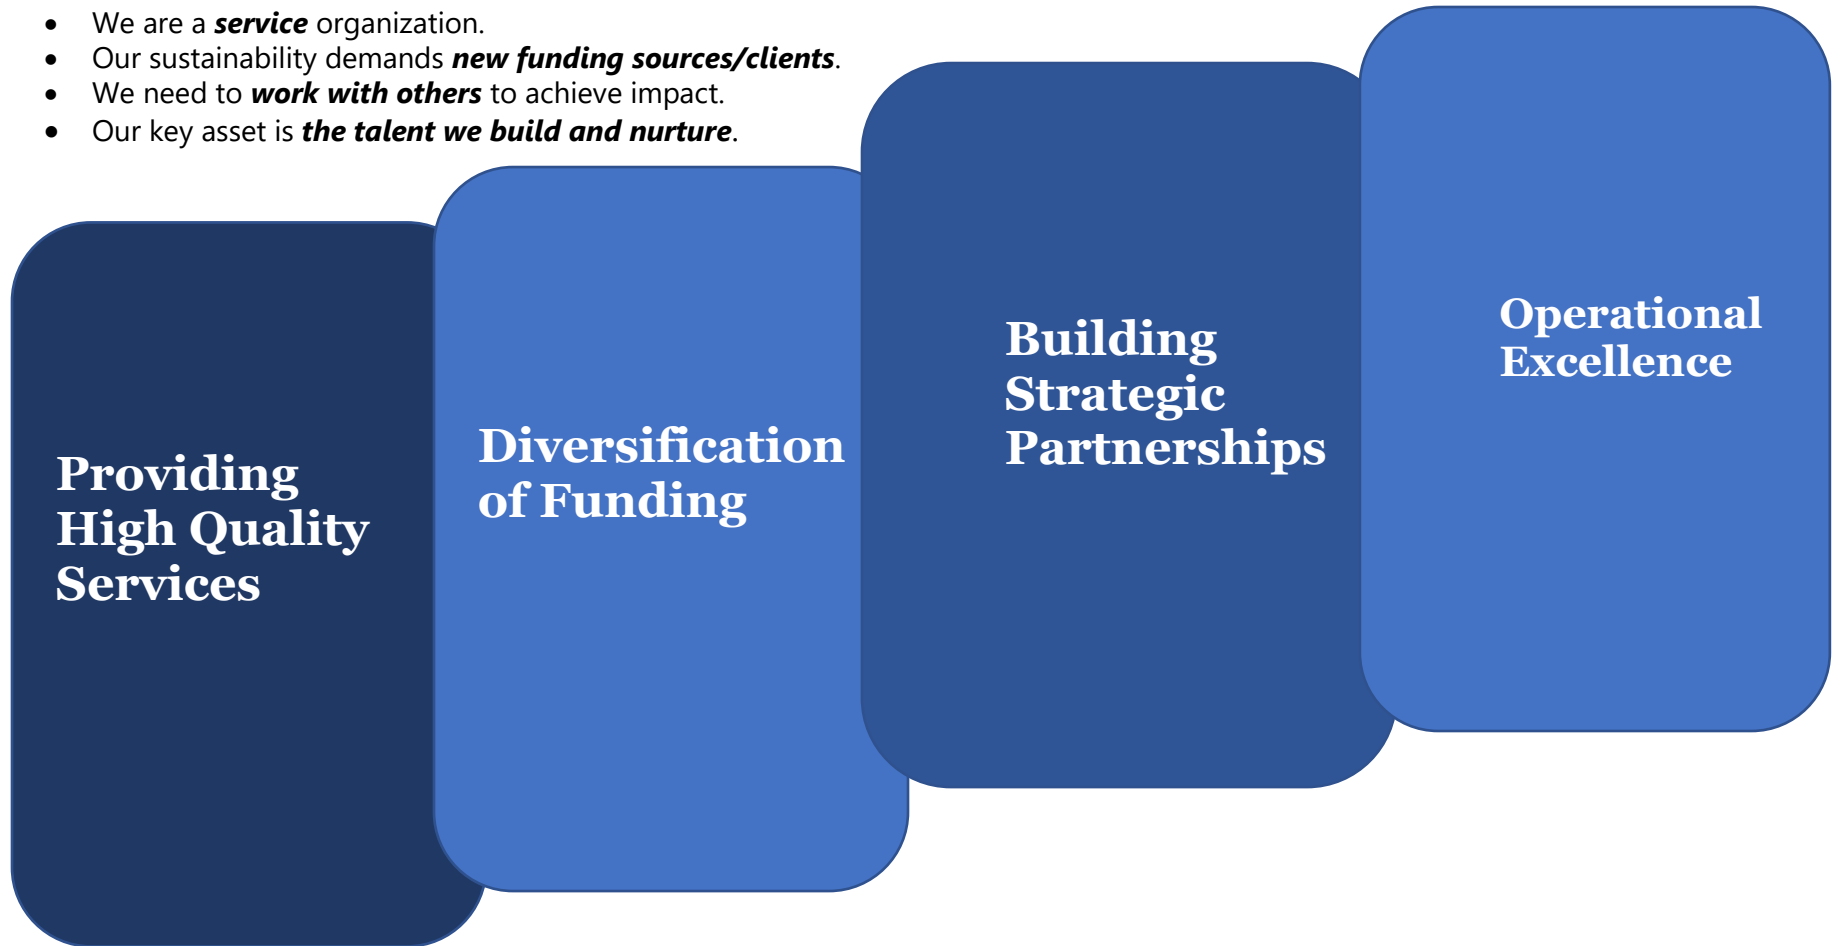 • We are a service organization.
• Our sustainability demands new funding sources/clients.
• We need to work with others to achieve impact.
• Our key asset is the talent we build and nurture.
Providing
High Quality
Services
Diversification
of Funding
Building
Strategic
Partnerships
Operational
Excellence